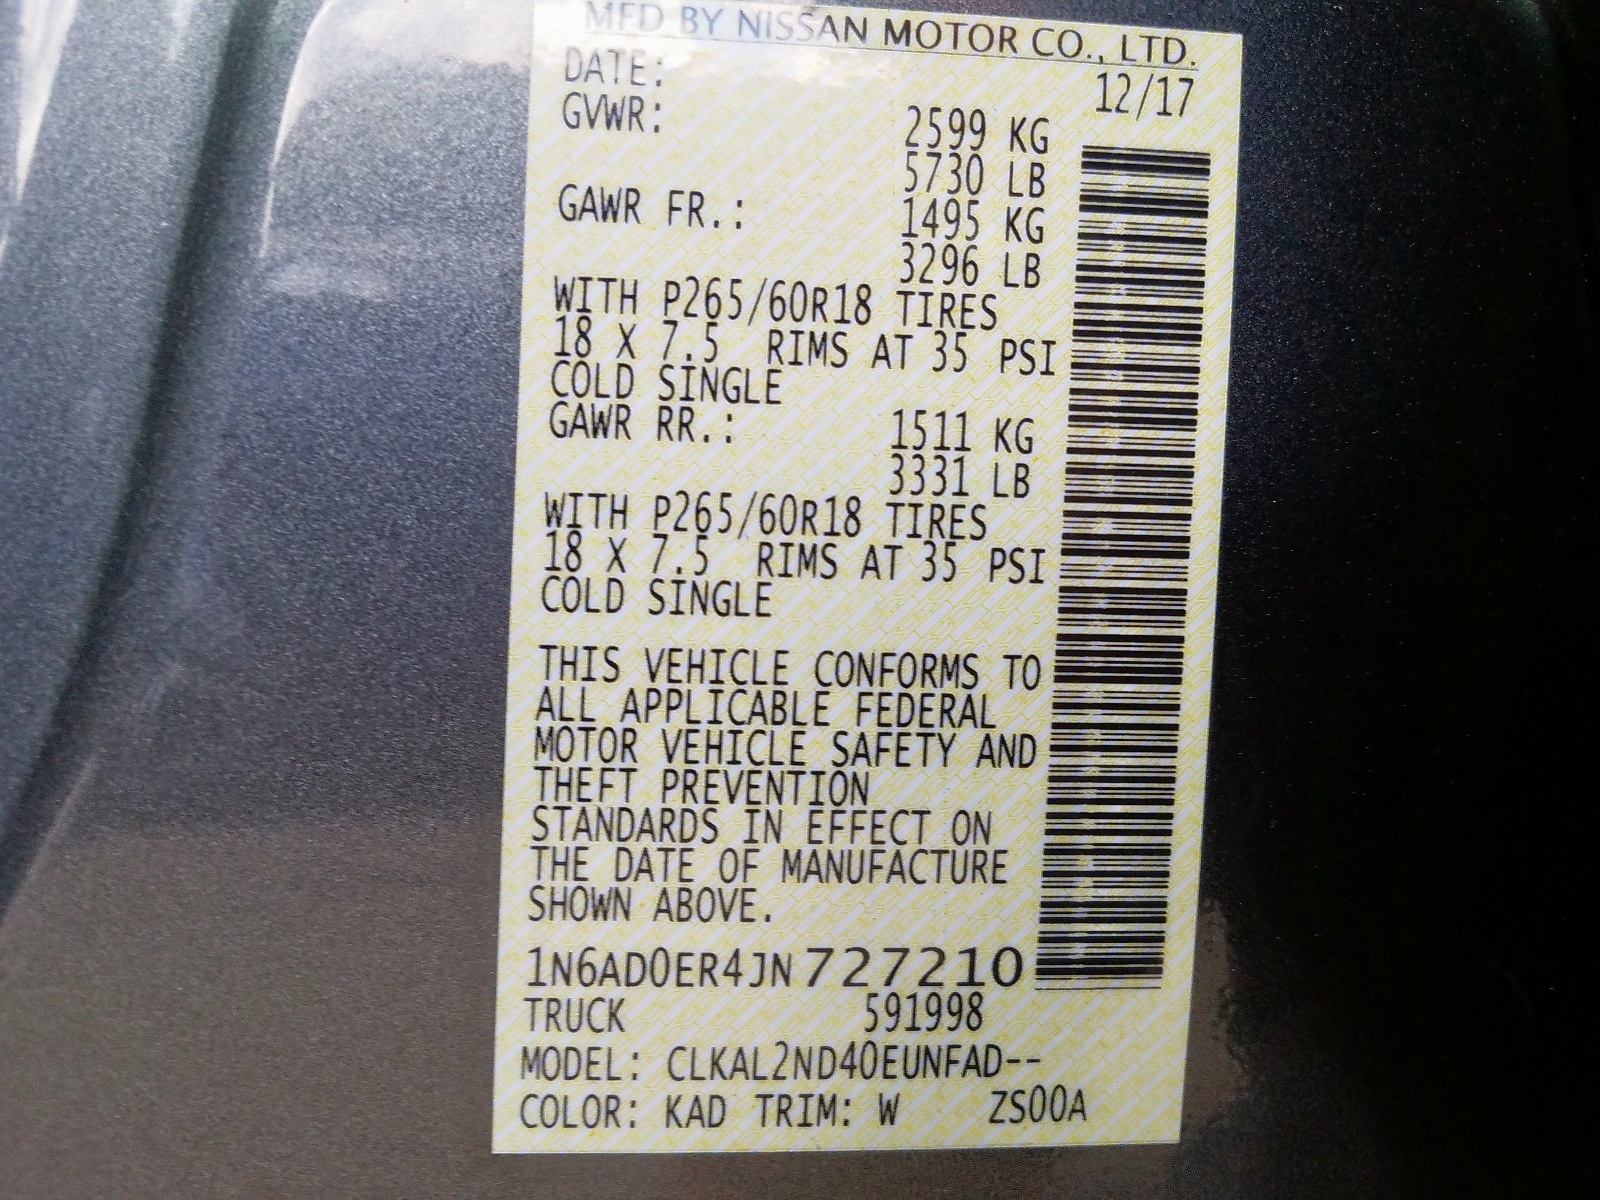 MFD BY NISSAN MOTOR CO., LTD.
DATE: 12/17
GVWR: 2599 KG
5730 LB
GAWR FR.: 1495 KG
3296 LB
WITH P265/60R18 TIRES
18 X 7.5 RIMS AT 35 PSI
COLD SINGLE
GAWR RR.: 1511 KG
3331 LB
WITH P265/60R18 TIRES
18 X 7.5 RIMS AT 35 PSI
COLD SINGLE
THIS VEHICLE CONFORMS TO
ALL APPLICABLE FEDERAL
MOTOR VEHICLE SAFETY AND
THEFT PREVENTION
STANDARDS IN EFFECT ON
THE DATE OF MANUFACTURE
SHOWN ABOVE.
1N6AD0ER4JN727210
TRUCK 591998
MODEL: CLKAL2ND40EUNFAD--
COLOR: KAD TRIM: W ZS00A